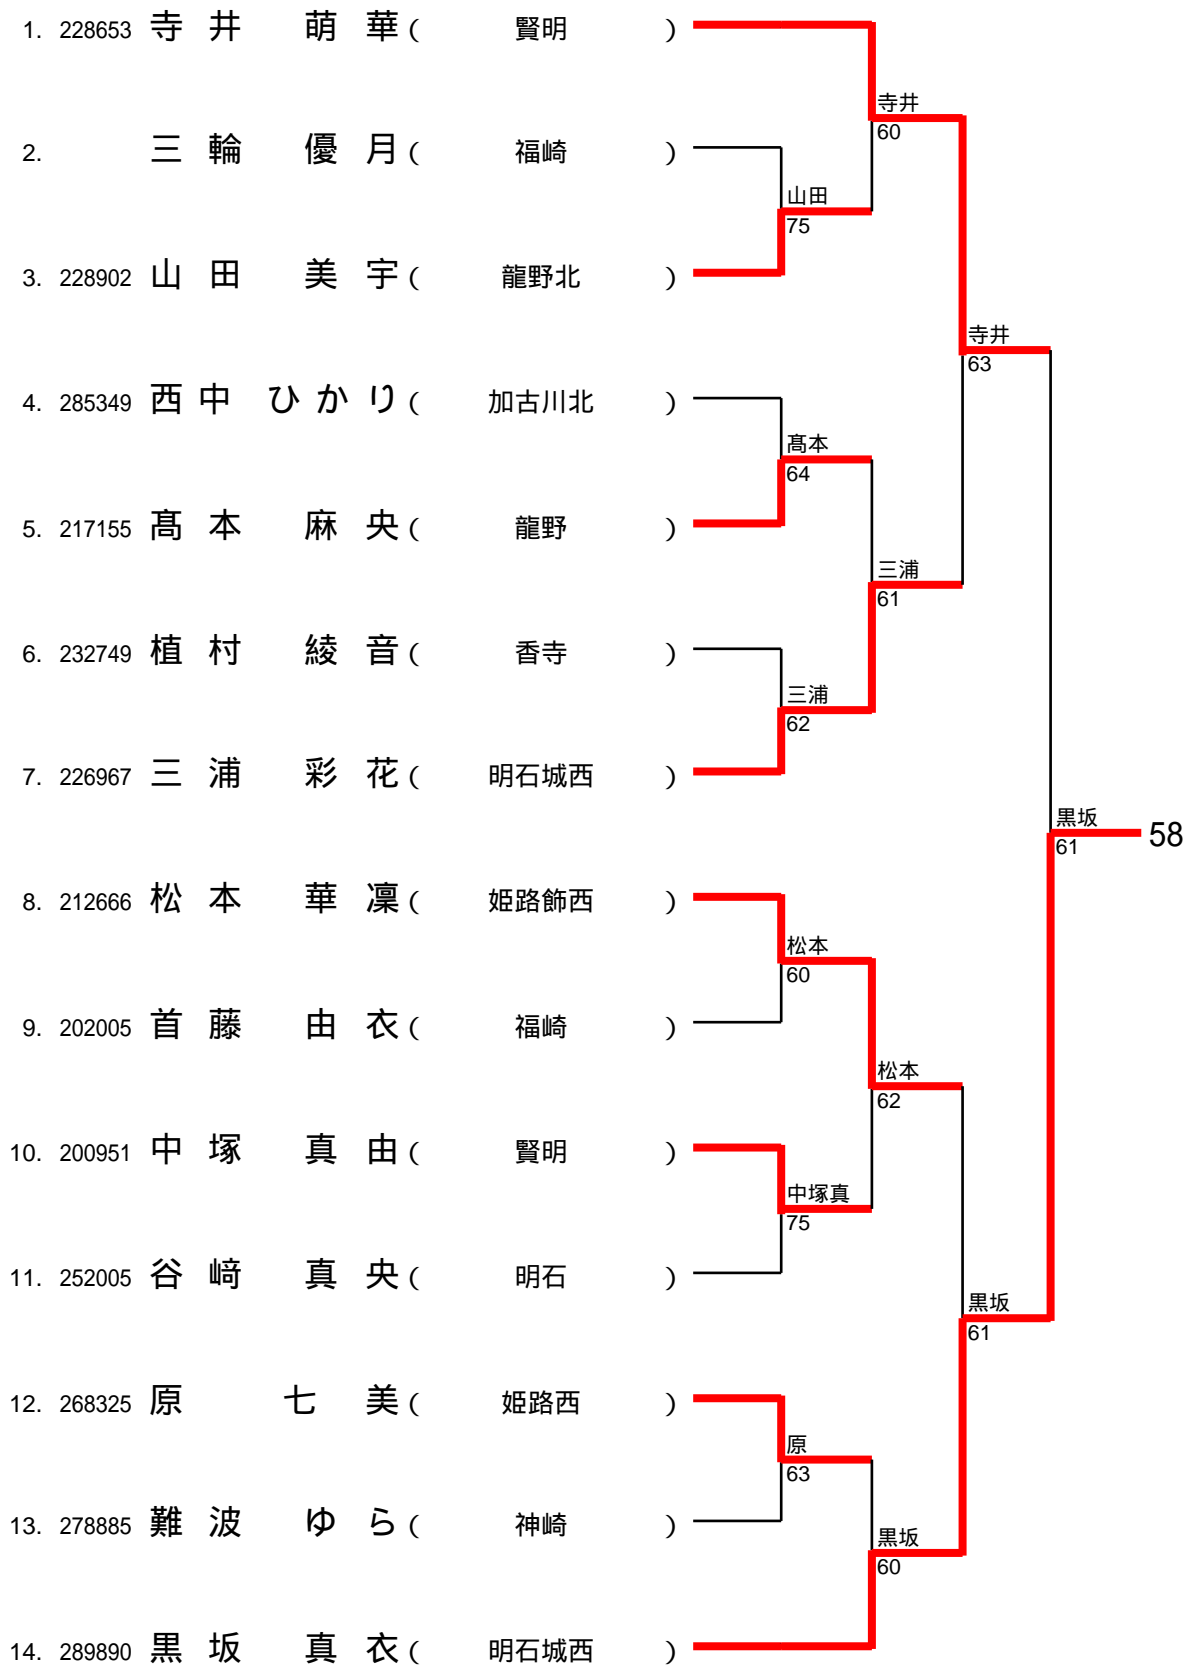 1. 228653 寺井 萌華 ( 賢明 )
寺井
60
2. 三輪 優月 ( 福崎 )
山田
75
3. 228902 山田 美宇 ( 龍野北 )
寺井
63
4. 285349 西中 ひかり ( 加古川北 )
髙本
64
5. 217155 髙本 麻央 ( 龍野 )
三浦
61
6. 232749 植村 綾音 ( 香寺 )
三浦
62
7. 226967 三浦 彩花 ( 明石城西 )
黒坂
61
58
8. 212666 松本 華凜 ( 姫路飾西 )
松本
60
9. 202005 首藤 由衣 ( 福崎 )
松本
62
10. 200951 中塚 真由 ( 賢明 )
中塚真
75
11. 252005 谷﨑 真央 ( 明石 )
黒坂
61
12. 268325 原 七美 ( 姫路西 )
原
63
13. 278885 難波 ゆら ( 神崎 )
黒坂
60
14. 289890 黒坂 真衣 ( 明石城西 )